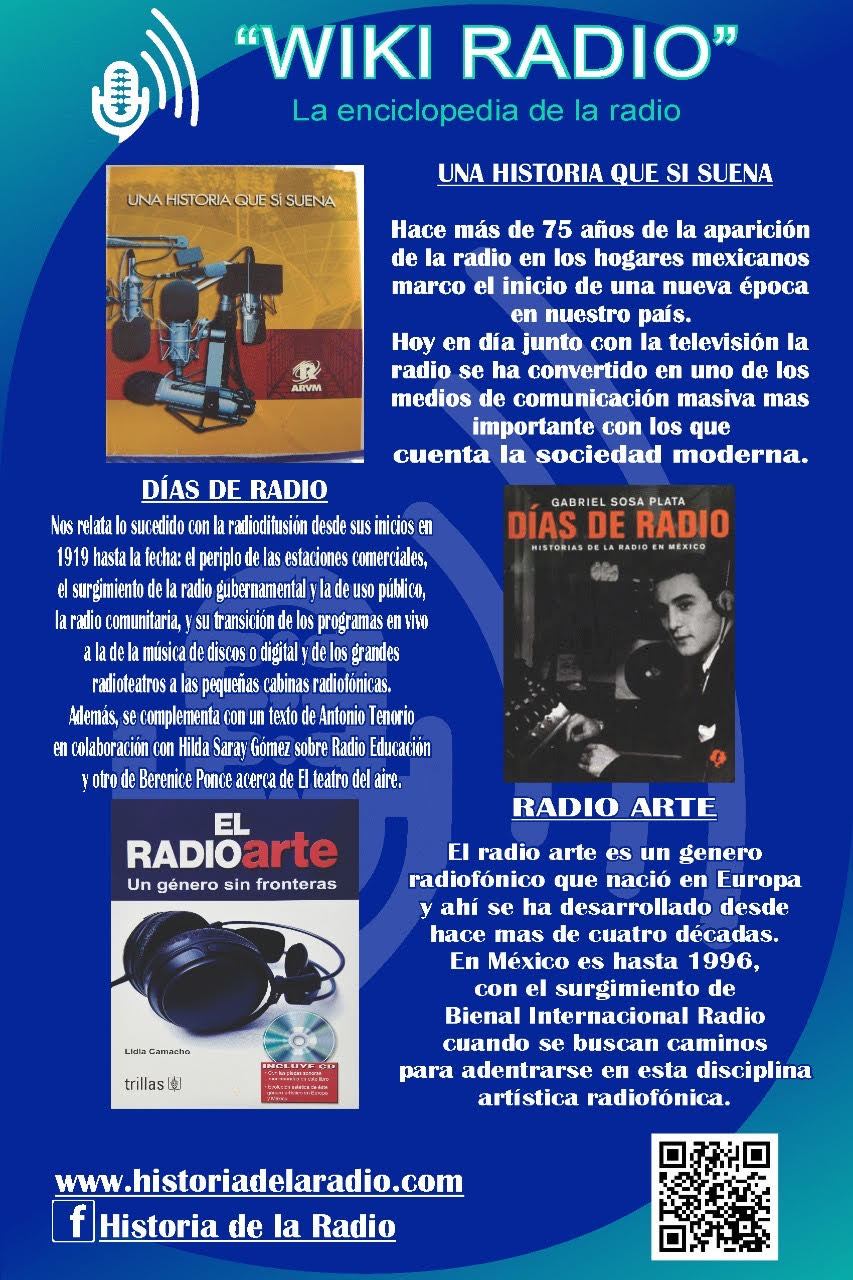 “WIKI RADIO”
La enciclopedia de la radio
UNA HISTORIA QUE SÍ SUENA
ARVM
UNA HISTORIA QUE SI SUENA
Hace más de 75 años de la aparición
de la radio en los hogares mexicanos
marco el inicio de una nueva época
en nuestro país.
Hoy en día junto con la televisión la
radio se ha convertido en uno de los
medios de comunicación masiva mas
importante con los que
cuenta la sociedad moderna.
DÍAS DE RADIO
Nos relata lo sucedido con la radiodifusión desde sus inicios en
1919 hasta la fecha: el periplo de las estaciones comerciales,
el surgimiento de la radio gubernamental y la de uso público,
la radio comunitaria, y su transición de los programas en vivo
a la de la música de discos o digital y de los grandes
radioteatros a las pequeñas cabinas radiofónicas.
Además, se complementa con un texto de Antonio Tenorio
en colaboración con Hilda Saray Gómez sobre Radio Educación
y otro de Berenice Ponce acerca de El teatro del aire.
GABRIEL SOSA PLATA
DÍAS DE RADIO
HISTORIAS DE LA RADIO EN MÉXICO
EL
RADIOarte
Un género sin fronteras
Lidia Camacho
trillas
INCLUYE CD
RADIO ARTE
El radio arte es un genero
radiofónico que nació en Europa
y ahí se ha desarrollado desde
hace mas de cuatro décadas.
En México es hasta 1996,
con el surgimiento de
Bienal Internacional Radio
cuando se buscan caminos
para adentrarse en esta disciplina
artística radiofónica.
www.historiadelaradio.com
f Historia de la Radio